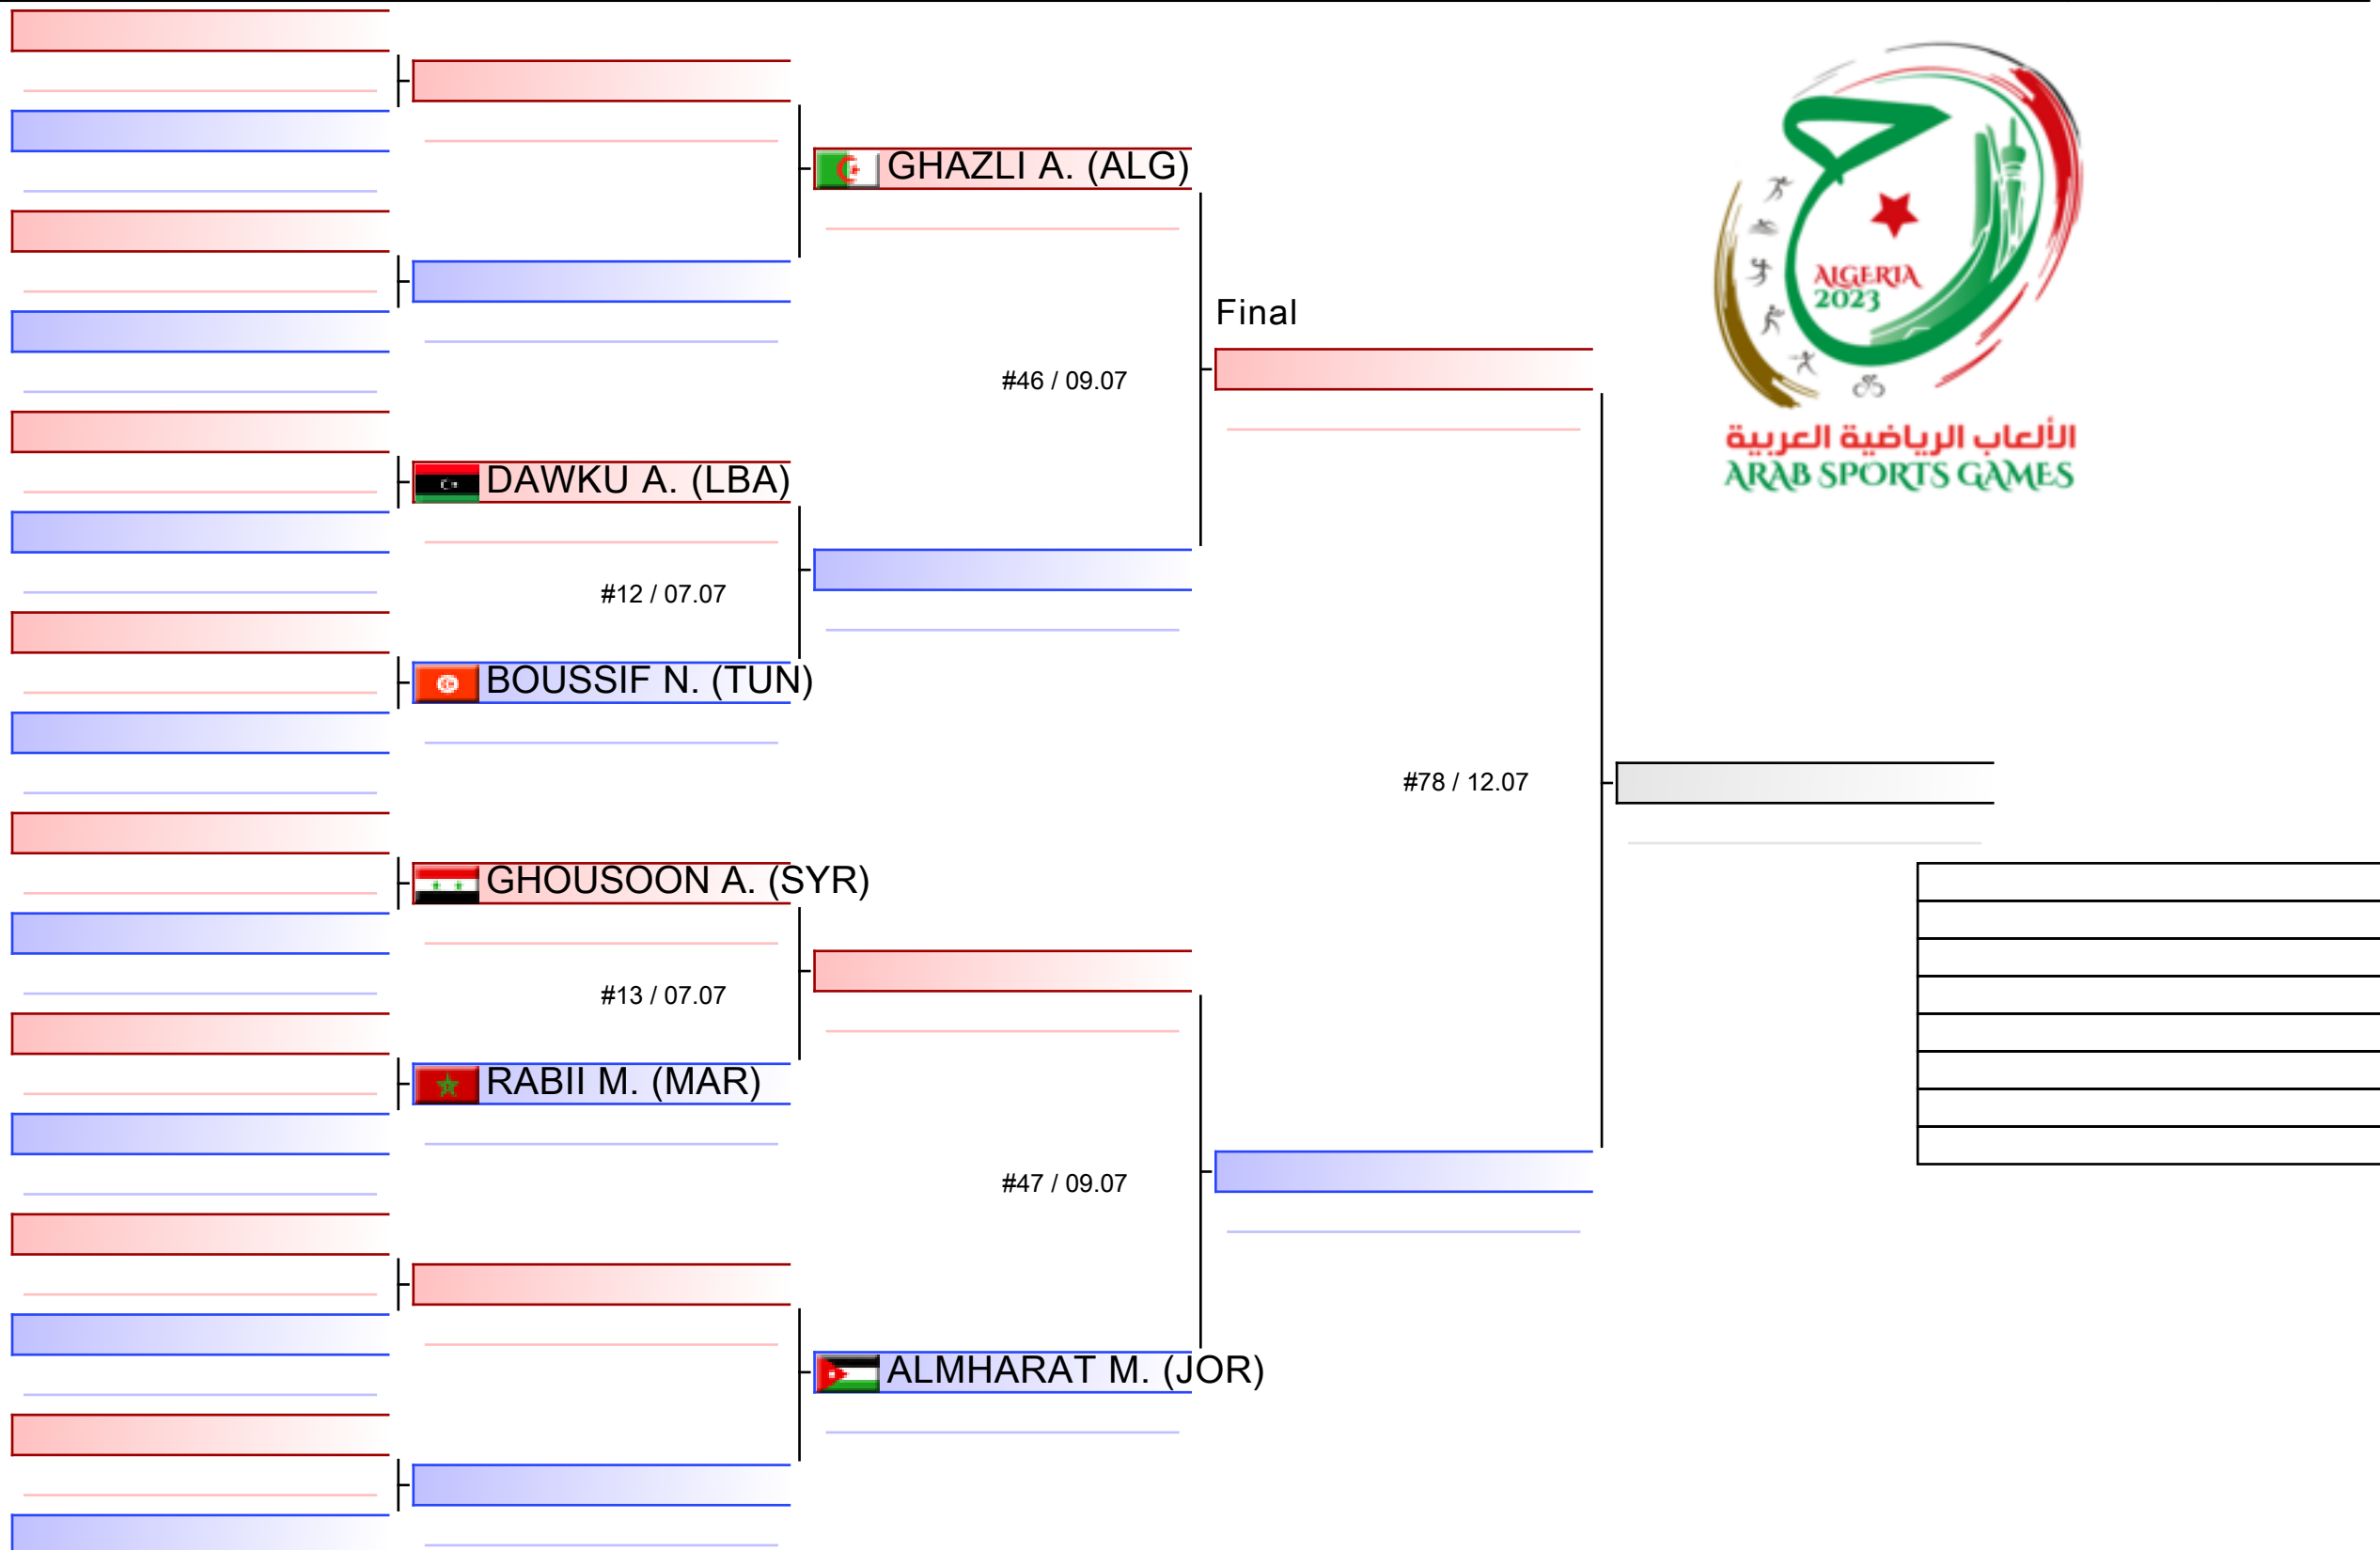 GHAZLI A. (ALG)
ALGERIA
2023
Final
#46 / 09.07
الألعاب الرياضية العربية
ARAB SPORTS GAMES
DAWKU A. (LBA)
#12 / 07.07
BOUSSIF N. (TUN)
#78 / 12.07
GHOUSOON A. (SYR)
#13 / 07.07
RABII M. (MAR)
#47 / 09.07
ALMHARAT M. (JOR)